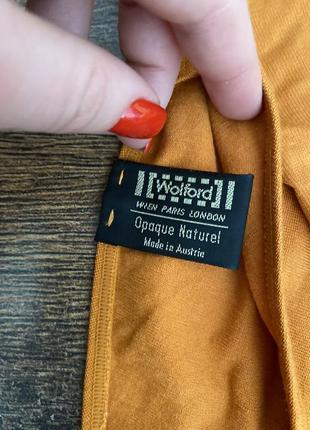 Wolford
WIEN PARIS LONDON
Opaque Naturel
Made in Austria